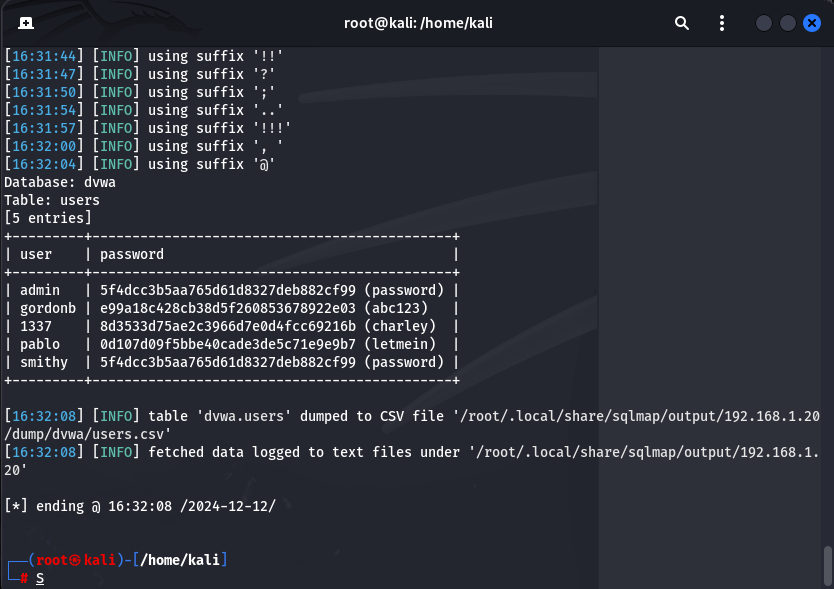 root@kali: /home/kali
[16:31:44] [INFO] using suffix '!!'
[16:31:47] [INFO] using suffix '?'
[16:31:50] [INFO] using suffix ';'
[16:31:54] [INFO] using suffix '..'
[16:31:57] [INFO] using suffix '!!!'
[16:32:00] [INFO] using suffix ', '
[16:32:04] [INFO] using suffix '@'
Database: dvwa
Table: users
[5 entries]
+---------+---------------------------------------------+
| user    | password                                    |
+---------+---------------------------------------------+
| admin   | 5f4dcc3b5aa765d61d8327deb882cf99 (password) |
| gordonb | e99a18c428cb38d5f260853678922e03 (abc123)   |
| 1337    | 8d3533d75ae2c3966d7e0d4fcc69216b (charley)  |
| pablo   | 0d107d09f5bbe40cade3de5c71e9e9b7 (letmein)  |
| smithy  | 5f4dcc3b5aa765d61d8327deb882cf99 (password) |
+---------+---------------------------------------------+
[16:32:08] [INFO] table 'dvwa.users' dumped to CSV file '/root/.local/share/sqlmap/output/192.168.1.20
/dump/dvwa/users.csv'
[16:32:08] [INFO] fetched data logged to text files under '/root/.local/share/sqlmap/output/192.168.1.
20'
[*] ending @ 16:32:08 /2024-12-12/
┌──(root㉿kali)-[/home/kali]
└─# S